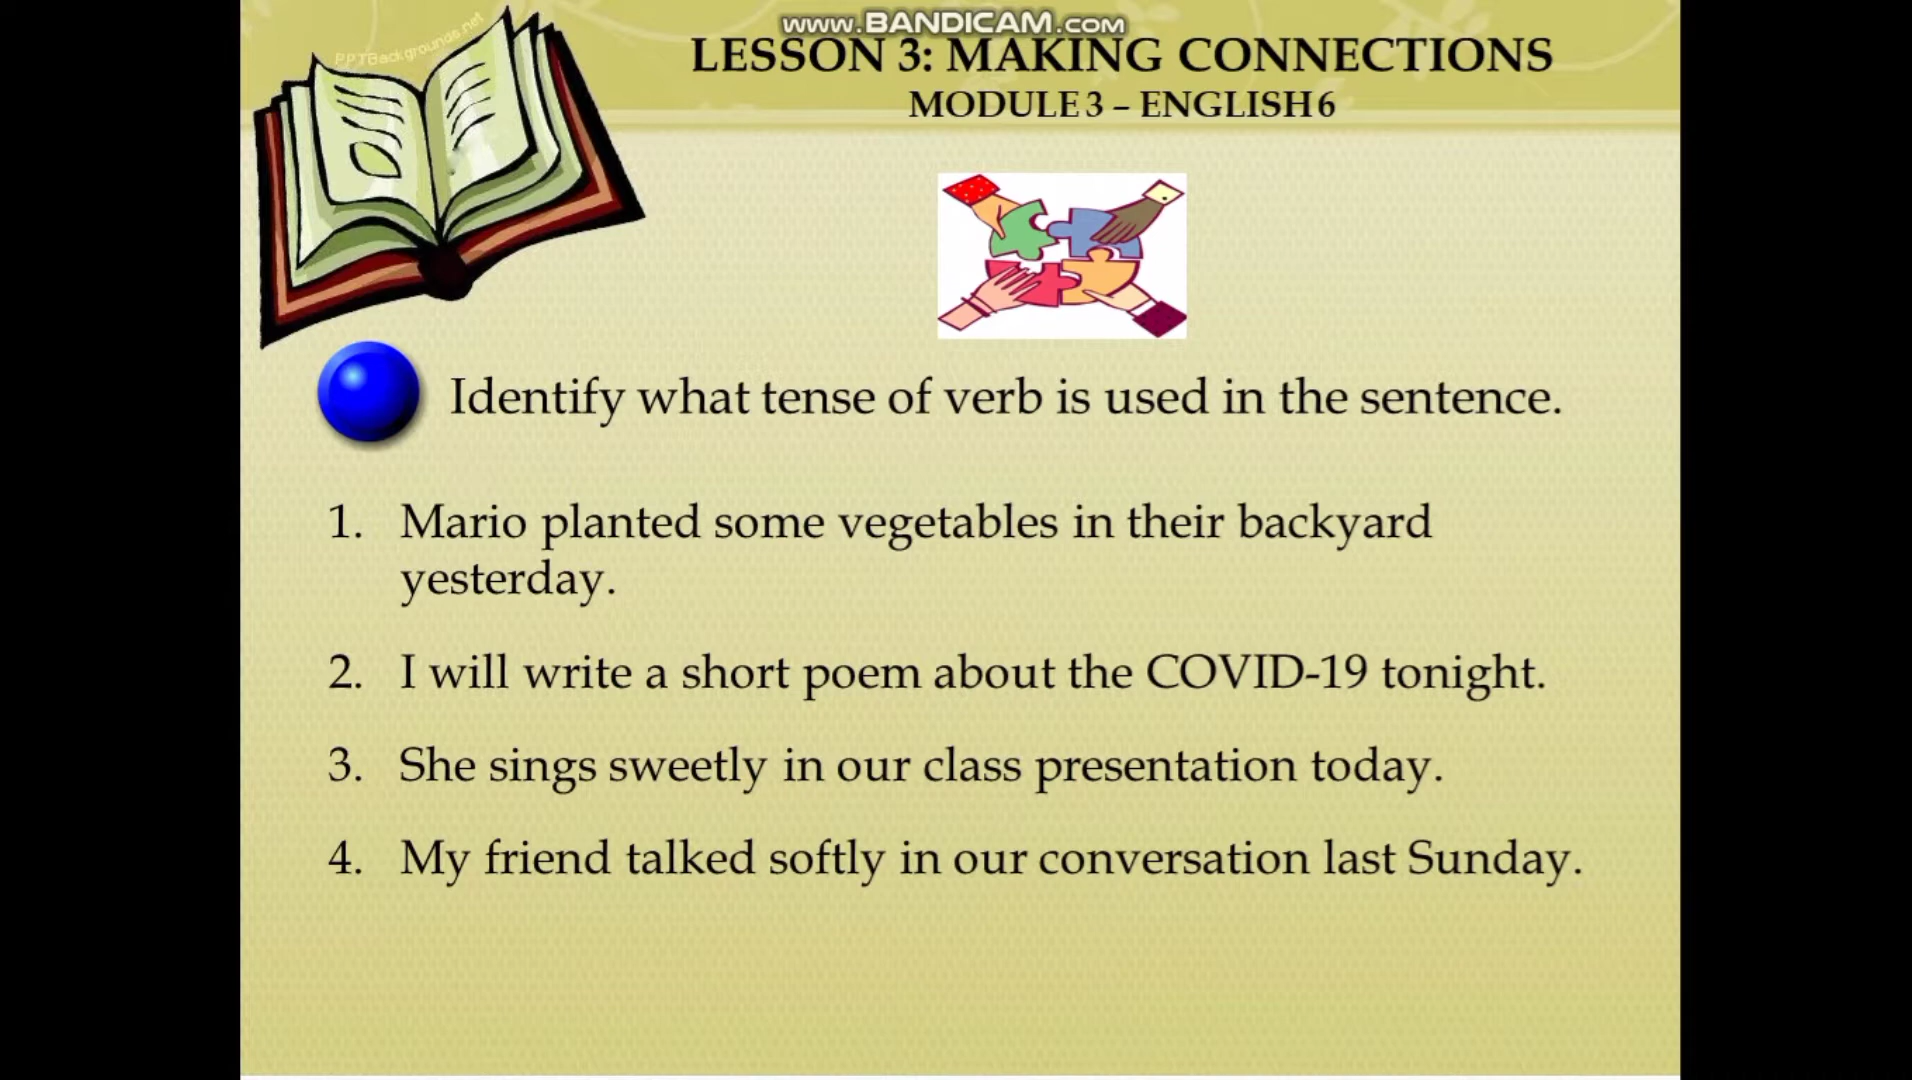 www.BANDICAM.com
PPTBackgrounds.net
LESSON 3: MAKING CONNECTIONS
MODULE 3 – ENGLISH 6
Identify what tense of verb is used in the sentence.
1. Mario planted some vegetables in their backyard
yesterday.
2. I will write a short poem about the COVID-19 tonight.
3. She sings sweetly in our class presentation today.
4. My friend talked softly in our conversation last Sunday.